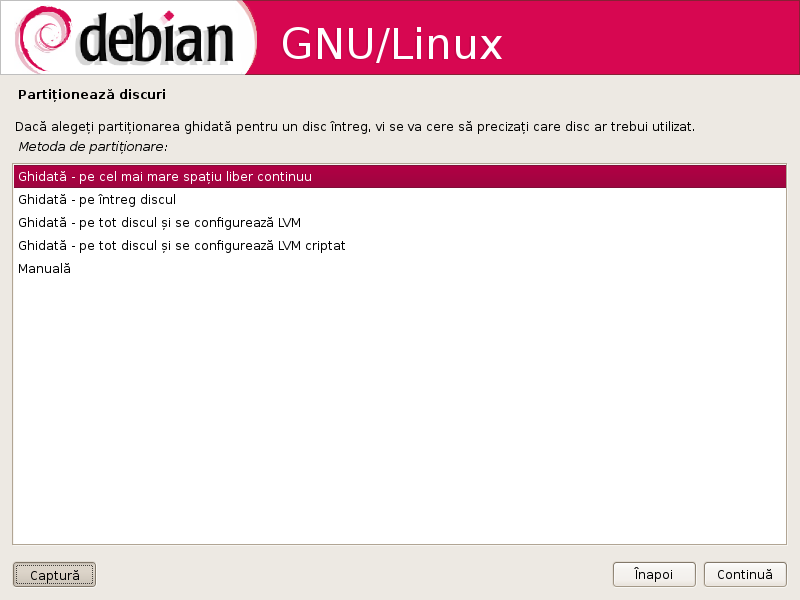 debian GNU/Linux
Partiționează discuri
Dacă alegeți partiționarea ghidată pentru un disc întreg, vi se va cere să precizați care disc ar trebui utilizat.
Metoda de partiționare:
Ghidată - pe cel mai mare spațiu liber continuu
Ghidată - pe întreg discul
Ghidată - pe tot discul și se configurează LVM
Ghidată - pe tot discul și se configurează LVM criptat
Manuală
Captură Înapoi Continuă